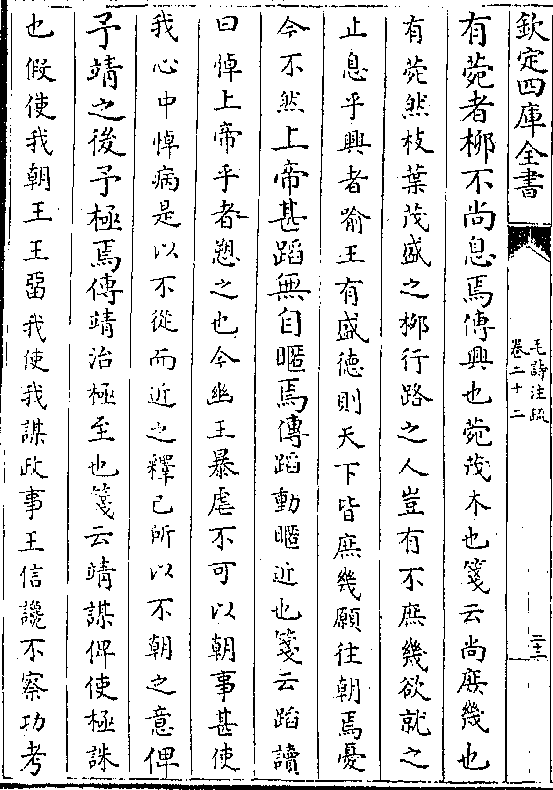 欽定四庫全書
毛詩注疏
卷二十二
二十二
有菀者柳不尚息焉傳興也菀茂木也箋云尚庶幾也
有菀然枝葉茂盛之柳行路之人豈有不庶幾欲就之
止息乎興者喻王有盛德則天下皆庶幾願往朝焉憂
今不然上帝甚蹈無自暱焉傳蹈動暱近也箋云蹈讀
曰悼上帝乎者愬之也今幽王暴虐不可以朝事甚使
我心中悼病是以不從而近之釋己所以不朝之意俾
予靖之後予極焉傳靖治極至也箋云靖謀俾使極誅
也假使我朝王王留我使我謀政事王信讒不察功考